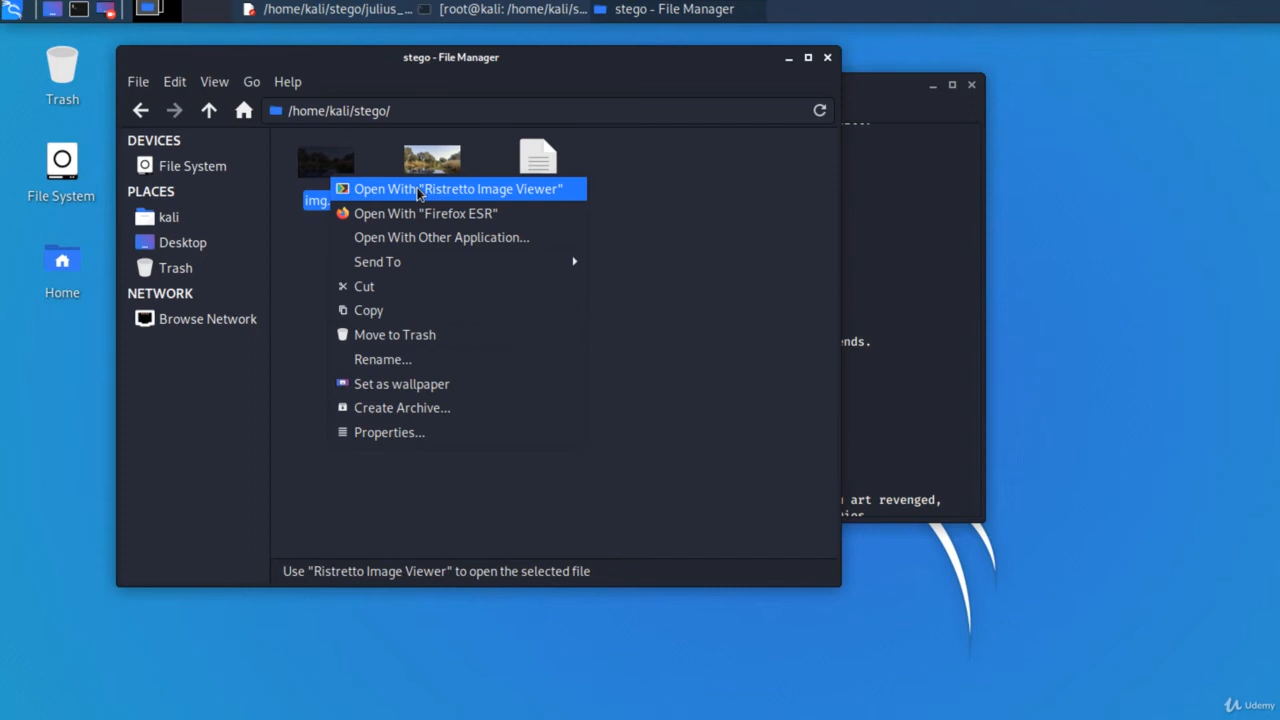 /home/kali/stego/julius_...
[root@kali: /home/kali/s...
stego - File Manager
Trash
File System
Home
stego - File Manager
File Edit View Go Help
/home/kali/stego/
DEVICES
File System
PLACES
kali
Desktop
Trash
NETWORK
Browse Network
img.
Open With "Ristretto Image Viewer"
Open With "Firefox ESR"
Open With Other Application...
Send To
Cut
Copy
Move to Trash
Rename...
Set as wallpaper
Create Archive...
Properties...
Use "Ristretto Image Viewer" to open the selected file
ends.
art revenged,
Udemy